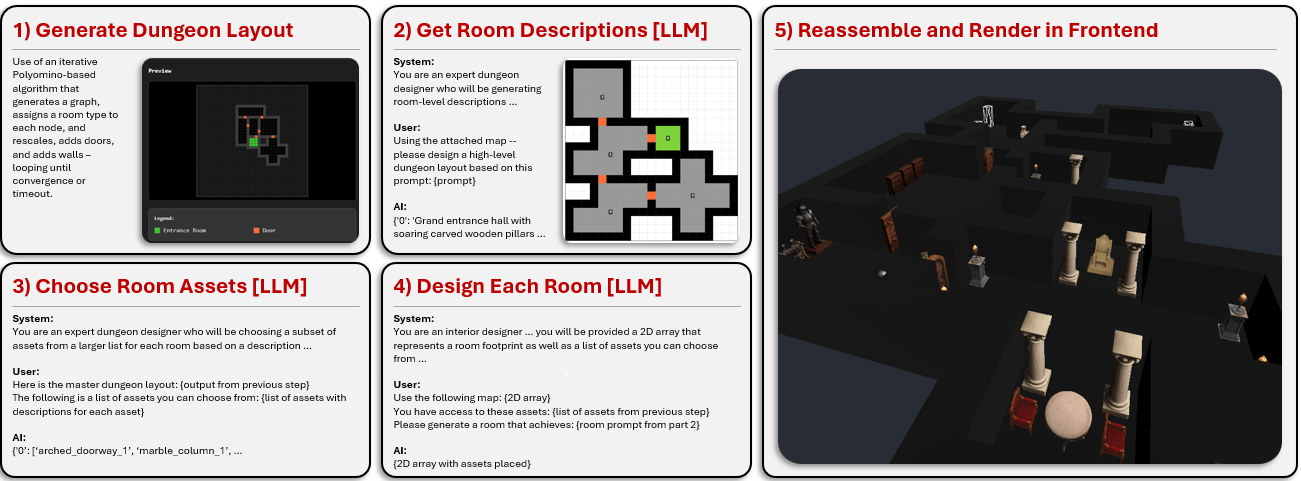 1) Generate Dungeon Layout
Use of an iterative
Polyomino-based
algorithm that
generates a graph,
assigns a room type to
each node, and
rescales, adds doors,
and adds walls –
looping until
convergence or
timeout.
Preview
Legend:
Entrance Room
Door
2) Get Room Descriptions [LLM]
System:
You are an expert dungeon
designer who will be generating
room-level descriptions ...
User:
Using the attached map --
please design a high-level
dungeon layout based on this
prompt: {prompt}
AI:
{'0': 'Grand entrance hall with
soaring carved wooden pillars ...
3) Choose Room Assets [LLM]
System:
You are an expert dungeon designer who will be choosing a subset of
assets from a larger list for each room based on a description ...
User:
Here is the master dungeon layout: {output from previous step}
The following is a list of assets you can choose from: {list of assets with
descriptions for each asset}
AI:
{'0': ['arched_doorway_1', 'marble_column_1', ...
4) Design Each Room [LLM]
System:
You are an interior designer ... you will be provided a 2D array that
represents a room footprint as well as a list of assets you can choose
from ...
User:
Use the following map: {2D array}
You have access to these assets: {list of assets from previous step}
Please generate a room that achieves: {room prompt from part 2}
AI:
{2D array with assets placed}
5) Reassemble and Render in Frontend